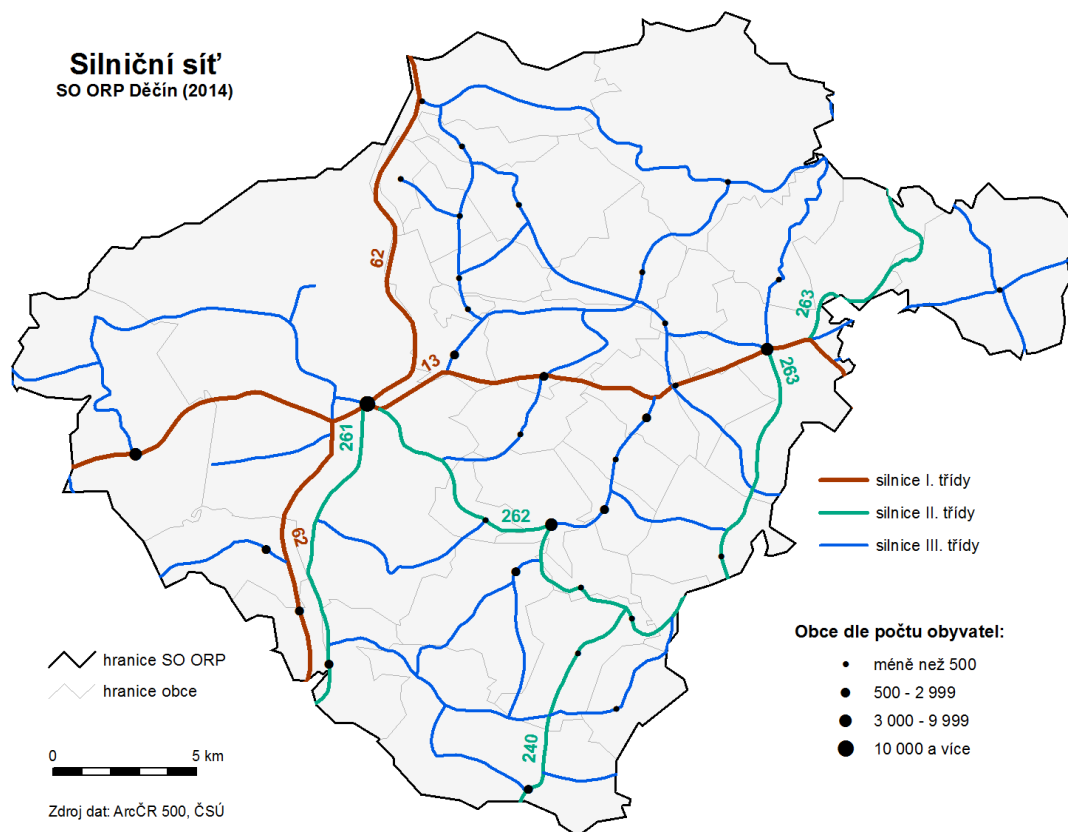 Silniční síť
SO ORP Děčín (2014)
62
13
263
263
261
262
62
240
silnice I. třídy
silnice II. třídy
silnice III. třídy
Obce dle počtu obyvatel:
méně než 500
500 - 2 999
3 000 - 9 999
10 000 a více
hranice SO ORP
hranice obce
0 5 km
Zdroj dat: ArcČR 500, ČSÚ